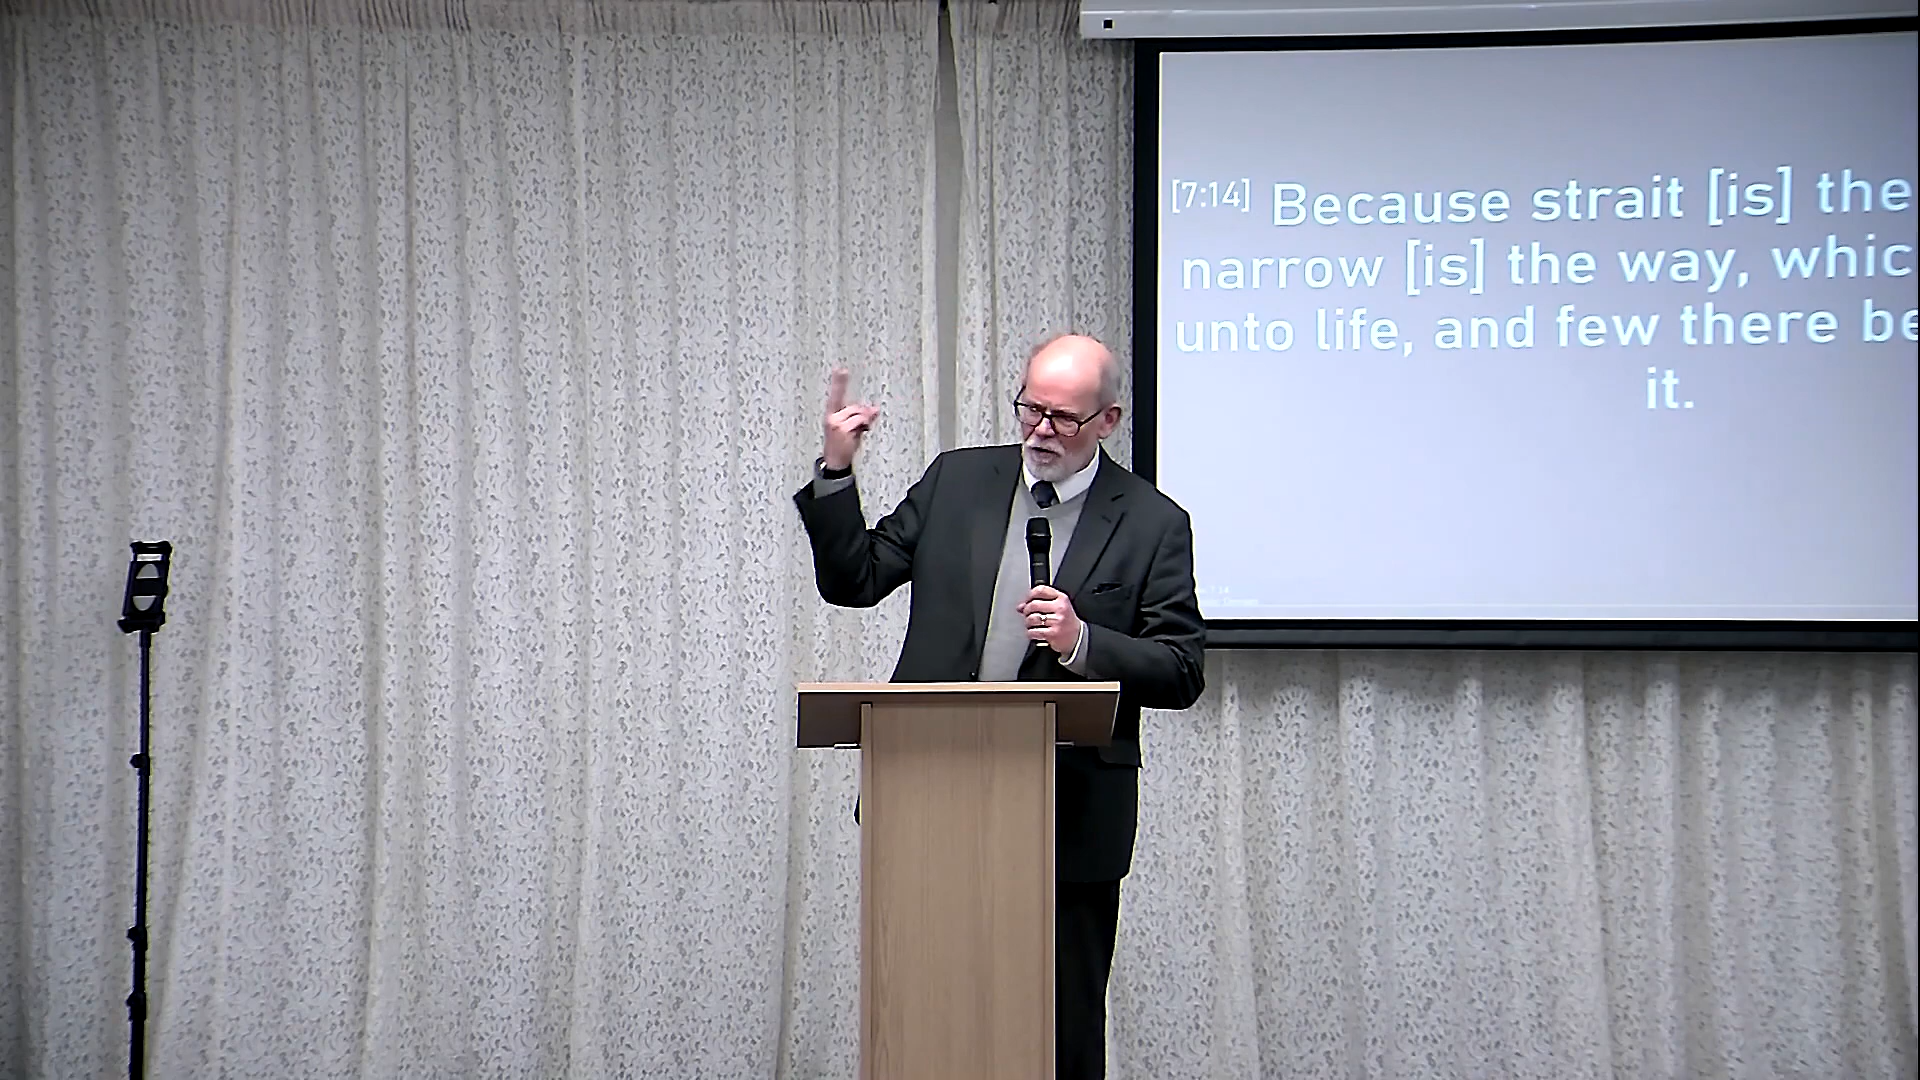 [7:14] Because strait [is] the
narrow [is] the way, whic
unto life, and few there be
it.